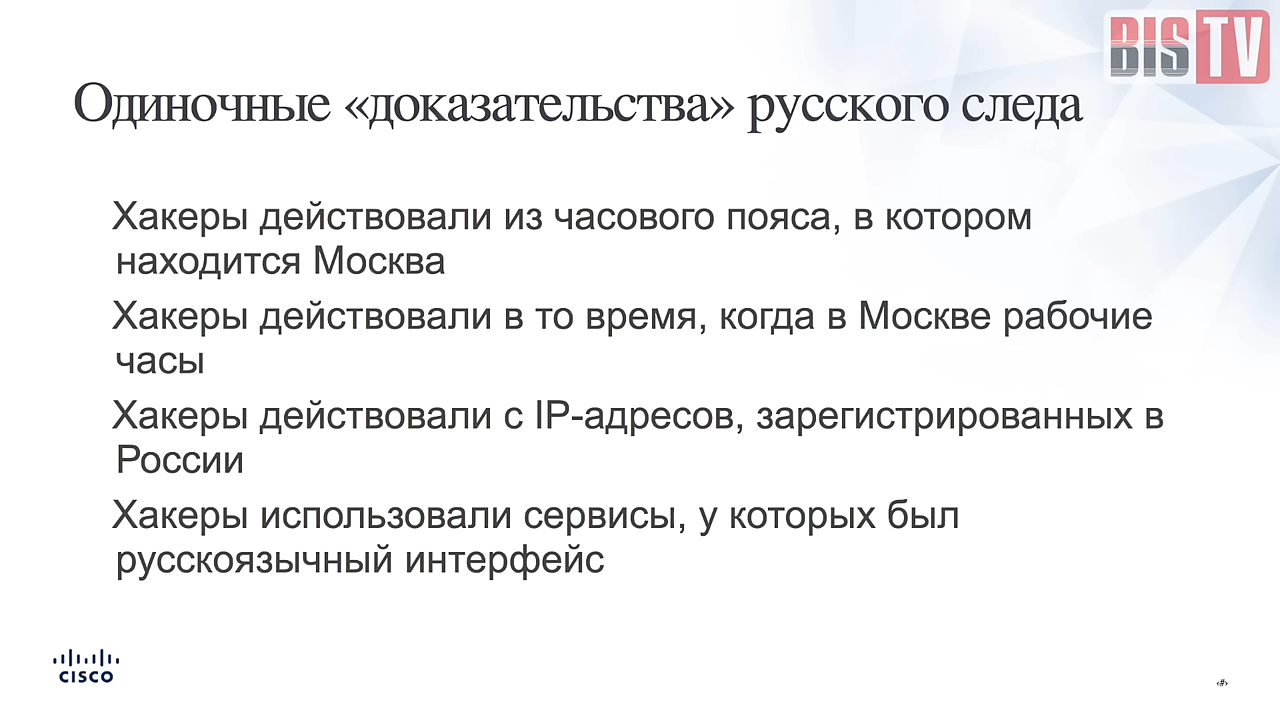 BIS TV
Одиночные «доказательства» русского следа
Хакеры действовали из часового пояса, в котором
находится Москва
Хакеры действовали в то время, когда в Москве рабочие
часы
Хакеры действовали с IP-адресов, зарегистрированных в
России
Хакеры использовали сервисы, у которых был
русскоязычный интерфейс
CISCO
‹#›